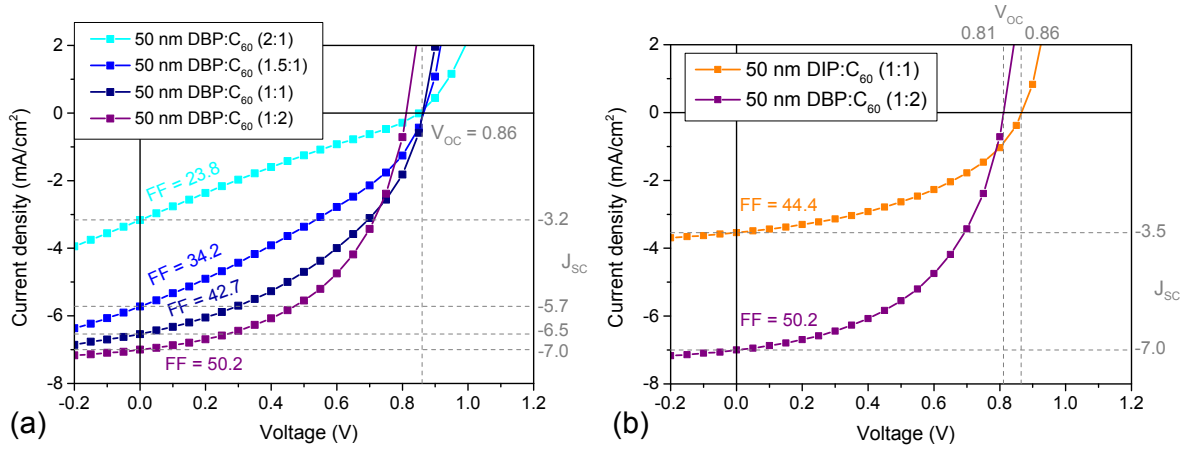 50 nm DBP:C60 (2:1)
50 nm DBP:C60 (1.5:1)
50 nm DBP:C60 (1:1)
50 nm DBP:C60 (1:2)
VOC = 0.86
FF = 23.8
FF = 34.2
FF = 42.7
FF = 50.2
-3.2
JSC
-5.7
-6.5
-7.0
2
0
-2
-4
-6
-8
Current density (mA/cm2)
-0.2 0.0 0.2 0.4 0.6 0.8 1.0 1.2
Voltage (V)
(a)
VOC
0.81 0.86
50 nm DIP:C60 (1:1)
50 nm DBP:C60 (1:2)
FF = 44.4
FF = 50.2
-3.5
JSC
-7.0
2
0
-2
-4
-6
-8
Current density (mA/cm2)
-0.2 0.0 0.2 0.4 0.6 0.8 1.0 1.2
Voltage (V)
(b)